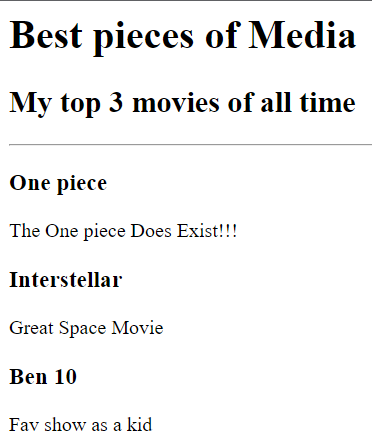 Best pieces of Media
My top 3 movies of all time
One piece
The One piece Does Exist!!!
Interstellar
Great Space Movie
Ben 10
Fav show as a kid